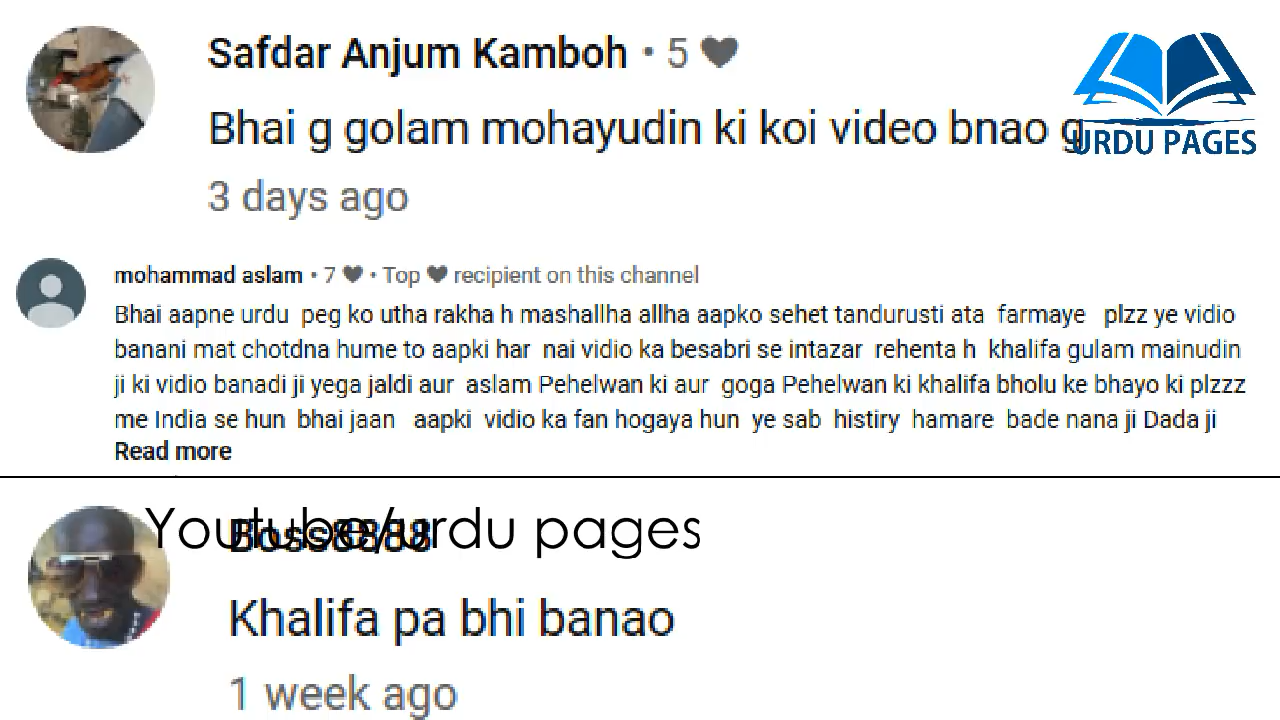 Safdar Anjum Kamboh • 5 ♥
Bhai g golam mohayudin ki koi video bnao g
URDU PAGES
3 days ago
mohammad aslam • 7 ♥ • Top ♥ recipient on this channel
Bhai aapne urdu peg ko utha rakha h mashallha allha aapko sehet tandurusti ata farmaye plzz ye vidio
banani mat chotdna hume to aapki har nai vidio ka besabri se intazar rehenta h khalifa gulam mainudin
ji ki vidio banadi ji yega jaldi aur aslam Pehelwan ki aur goga Pehelwan ki khalifa bholu ke bhayo ki plzzz
me India se hun bhai jaan aapki vidio ka fan hogaya hun ye sab histiry hamare bade nana ji Dada ji
Read more
Youtube/urdu pages
Khalifa pa bhi banao
1 week ago